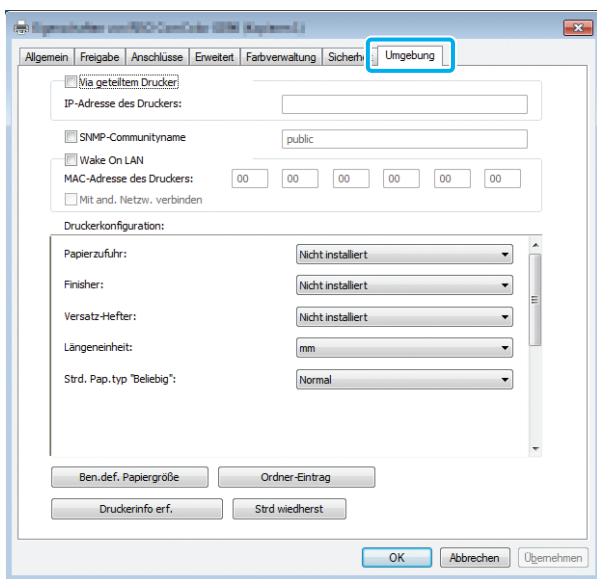 Allgemein Freigabe Anschlüsse Erweitert Farbverwaltung Umgebung
Via geteiltem Drucker
IP-Adresse des Druckers:
SNMP-Communityname public
Wake On LAN
MAC-Adresse des Druckers: 00 00 00 00 00 00
Mit and. Netzw. verbinden
Druckerkonfiguration:
Papierzufuhr: Nicht installiert
Finisher: Nicht installiert
Versatz-Hefter: Nicht installiert
Längeneinheit: mm
Strd. Pap.typ "Beliebig": Normal
Ben.def. Papiergröße Ordner-Eintrag
Druckerinfo erf. Strd wiedherst
OK Abbrechen Übernehmen